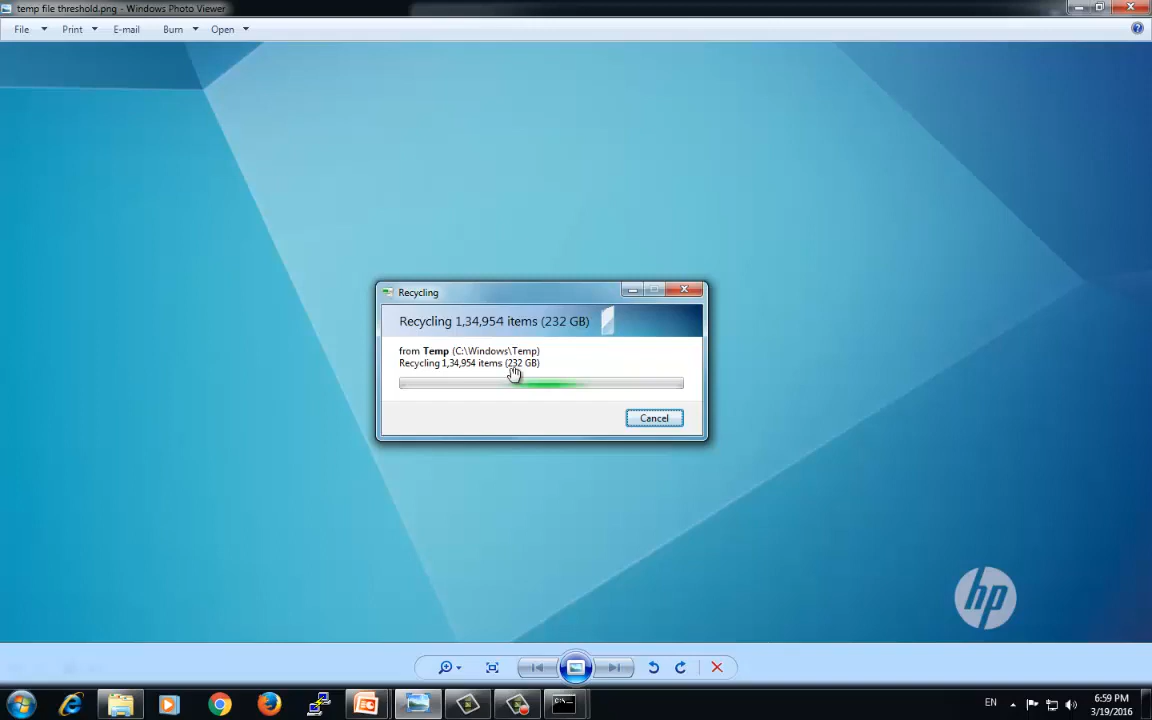 temp file threshold.png - Windows Photo Viewer
File Print E-mail Burn Open
Recycling
Recycling 1,34,954 items (232 GB)
from Temp (C:\Windows\Temp)
Recycling 1,34,954 items (232 GB)
Cancel
hp
EN
6:59 PM
3/19/2016